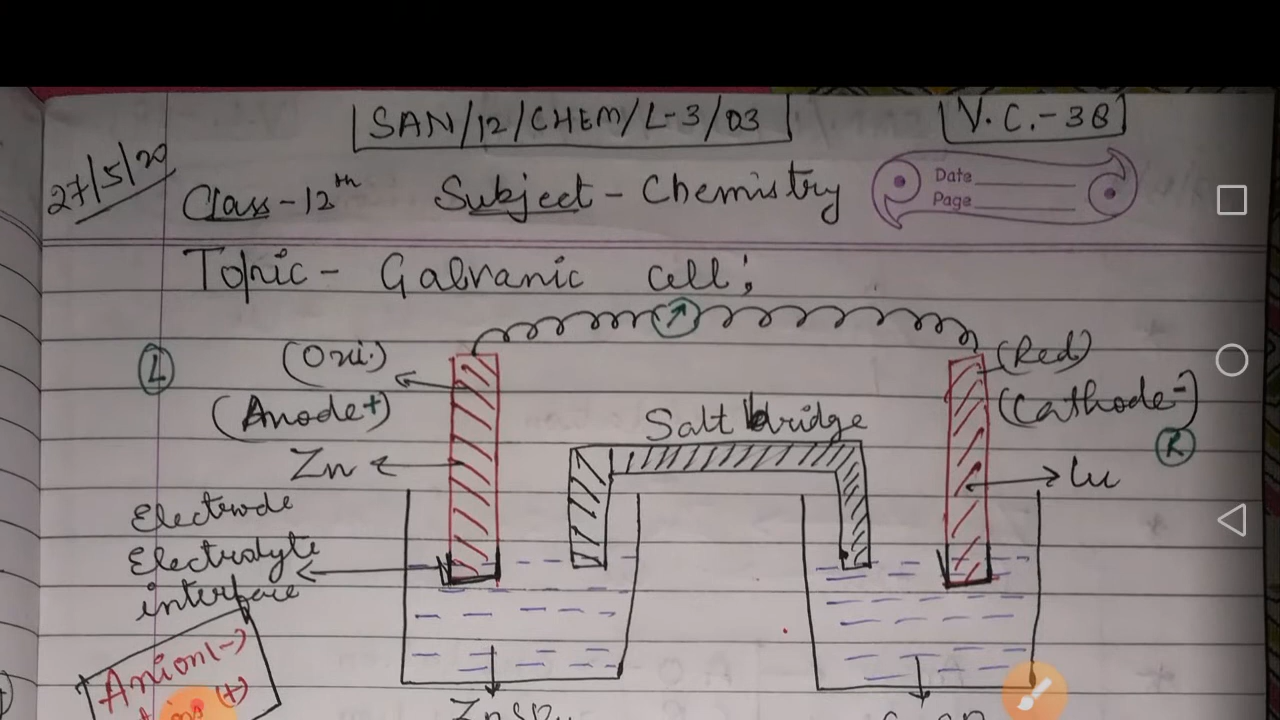 SAN/12/CHEM/L-3/03
V.C.-38
27/5/20
Class-12th Subject - Chemistry
Date
Page
Topic - Galvanic cell;
L
(Oxi.)
(Red)
(Anode+)
(Cathode-)
Salt bridge
R
Zn
Cu
Electrode
Electrolyte
interface
Anion(-)
(+)